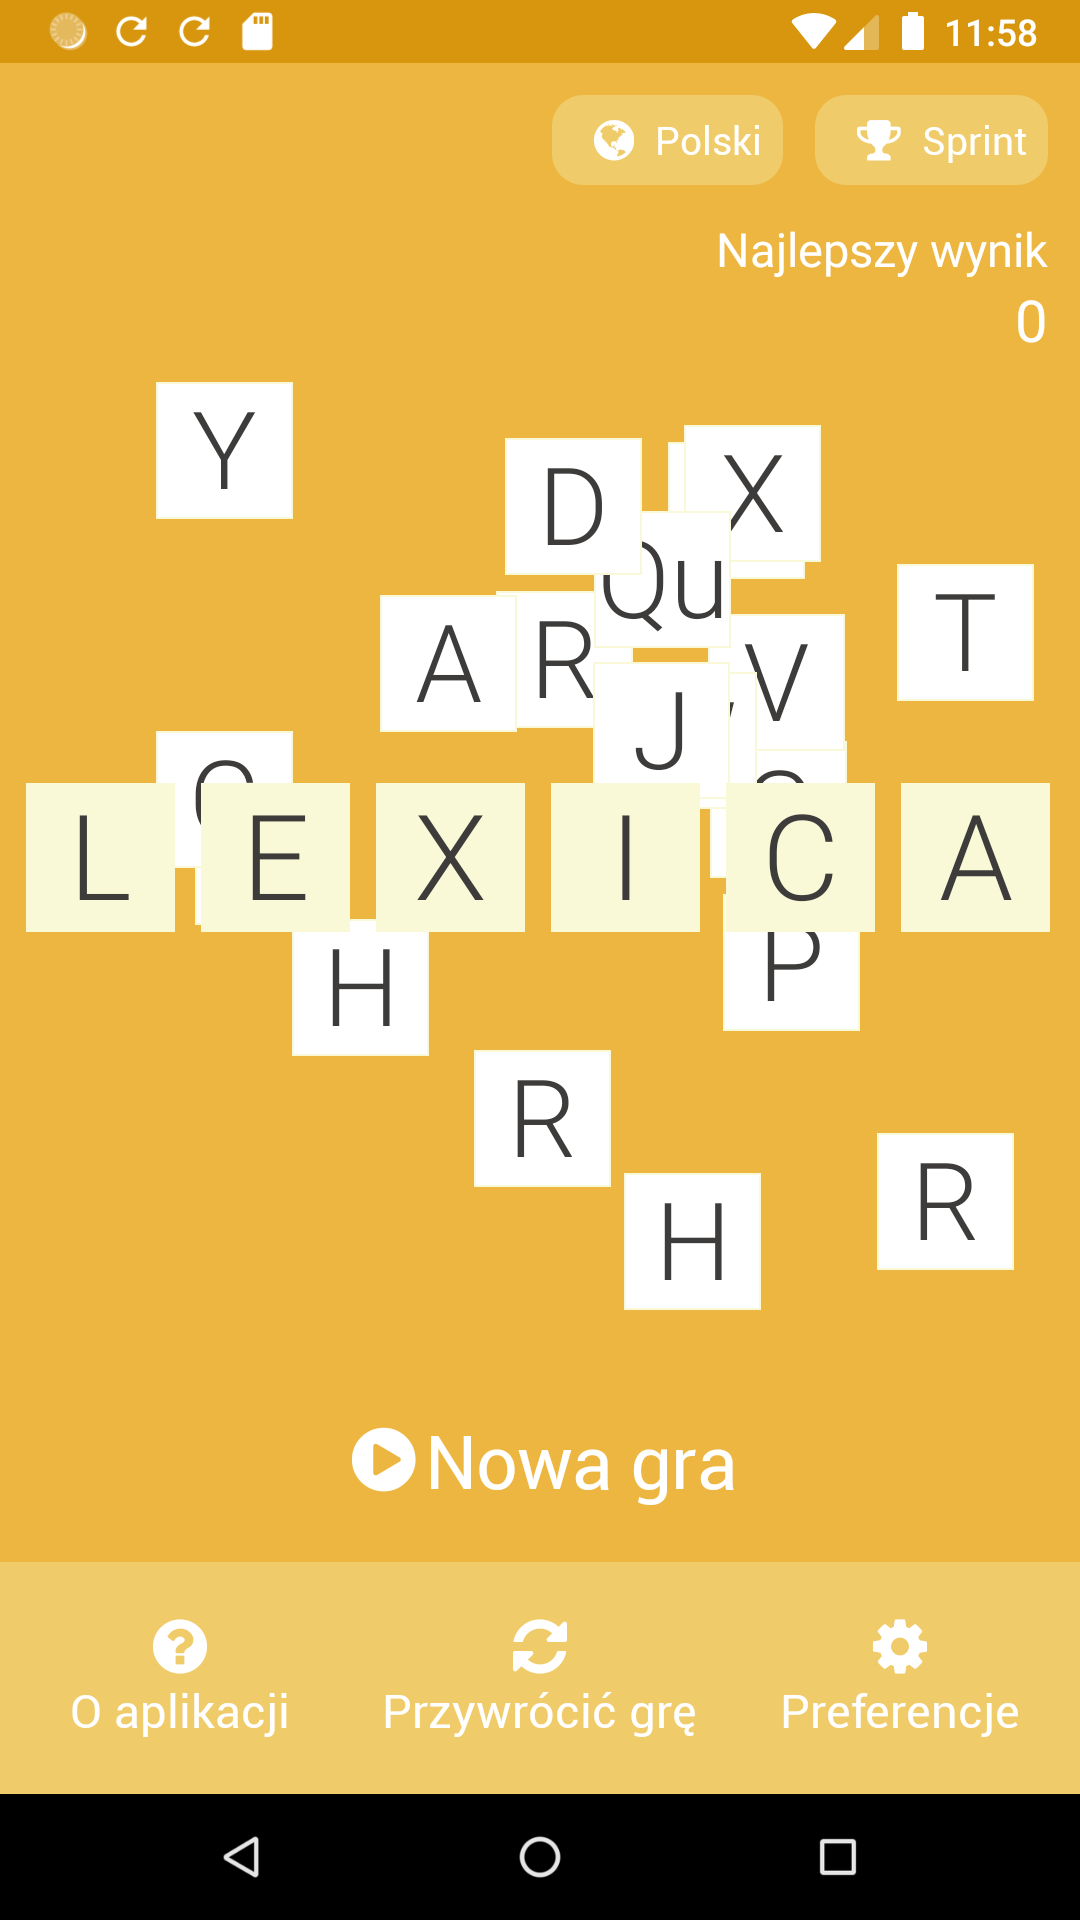 11:58
Polski
Sprint
Najlepszy wynik
0
Y
D
X
Qu
T
A
R
V
J
L E X I C A
H
P
R
R
H
Nowa gra
O aplikacji
Przywrócić grę
Preferencje